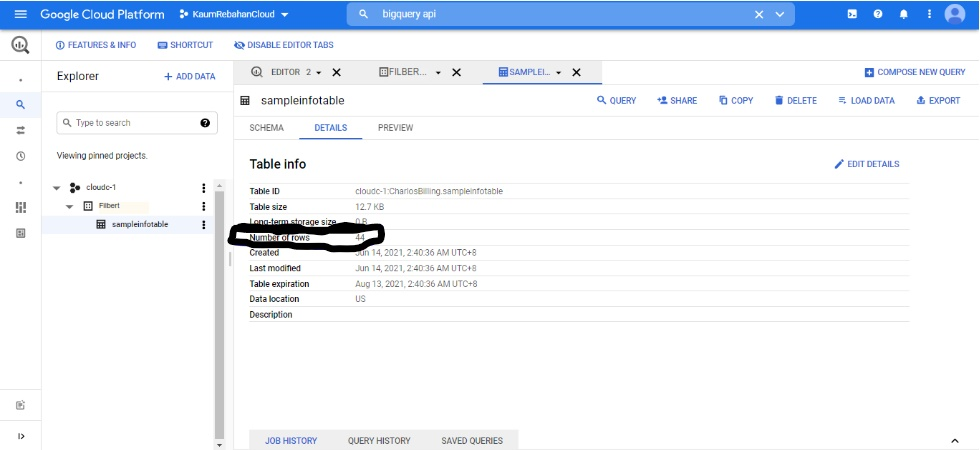 Google Cloud Platform KaumRebahanCloud bigquery api
FEATURES & INFO SHORTCUT DISABLE EDITOR TABS
Explorer + ADD DATA
Type to search
Viewing pinned projects.
cloudc-1
Filbert
sampleinfotable
EDITOR 2 FILBER... SAMPLEI... COMPOSE NEW QUERY
sampleinfotable QUERY SHARE COPY DELETE LOAD DATA EXPORT
SCHEMA DETAILS PREVIEW
Table info EDIT DETAILS
Table ID cloudc-1:CharlosBilling.sampleinfotable
Table size 12.7 KB
Long-term storage size 0 B
Number of rows 44
Created Jun 14, 2021, 2:40:36 AM UTC+8
Last modified Jun 14, 2021, 2:40:36 AM UTC+8
Table expiration Aug 13, 2021, 2:40:36 AM UTC+8
Data location US
Description
JOB HISTORY QUERY HISTORY SAVED QUERIES